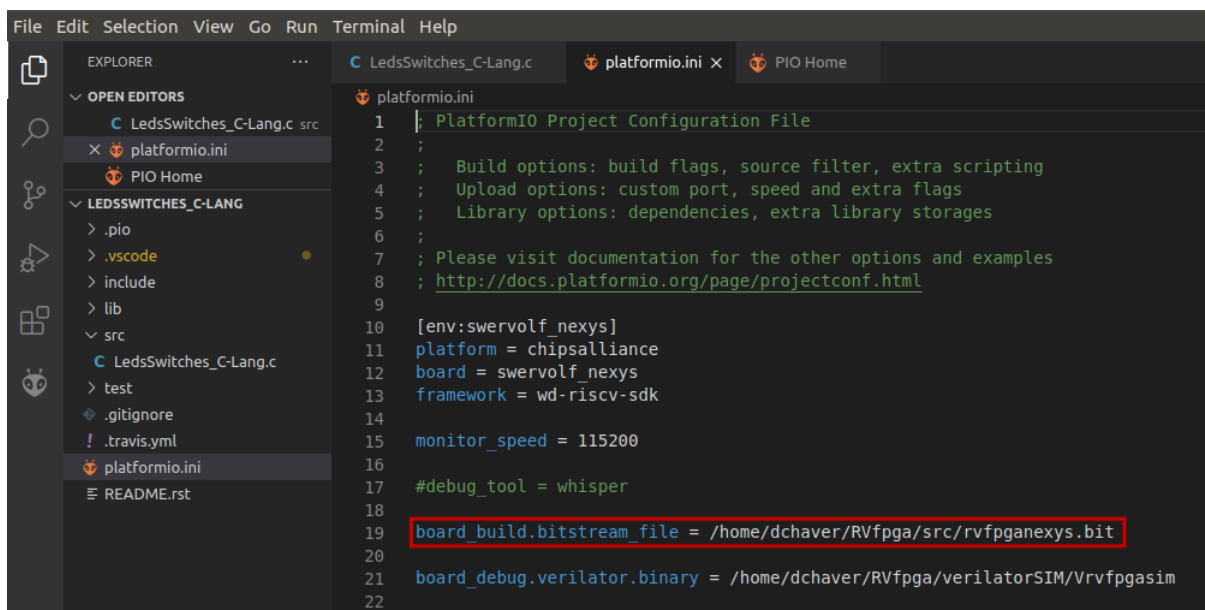 File Edit Selection View Go Run Terminal Help
EXPLORER ...
OPEN EDITORS
C LedsSwitches_C-Lang.c src
× platformio.ini
PIO Home
LEDSSWITCHES_C-LANG
> .pio
> .vscode
> include
> lib
src
C LedsSwitches_C-Lang.c
> test
.gitignore
! .travis.yml
platformio.ini
README.rst
C LedsSwitches_C-Lang.c platformio.ini × PIO Home
platformio.ini
1 ; PlatformIO Project Configuration File
2 ;
3 ;   Build options: build flags, source filter, extra scripting
4 ;   Upload options: custom port, speed and extra flags
5 ;   Library options: dependencies, extra library storages
6 ;
7 ; Please visit documentation for the other options and examples
8 ; http://docs.platformio.org/page/projectconf.html
9
10 [env:swervolf_nexys]
11 platform = chipsalliance
12 board = swervolf_nexys
13 framework = wd-riscv-sdk
14
15 monitor_speed = 115200
16
17 #debug_tool = whisper
18
19 board_build.bitstream_file = /home/dchaver/RVfpga/src/rvfpganexys.bit
20
21 board_debug.verilator.binary = /home/dchaver/RVfpga/verilatorSIM/Vrvfpgasim
22